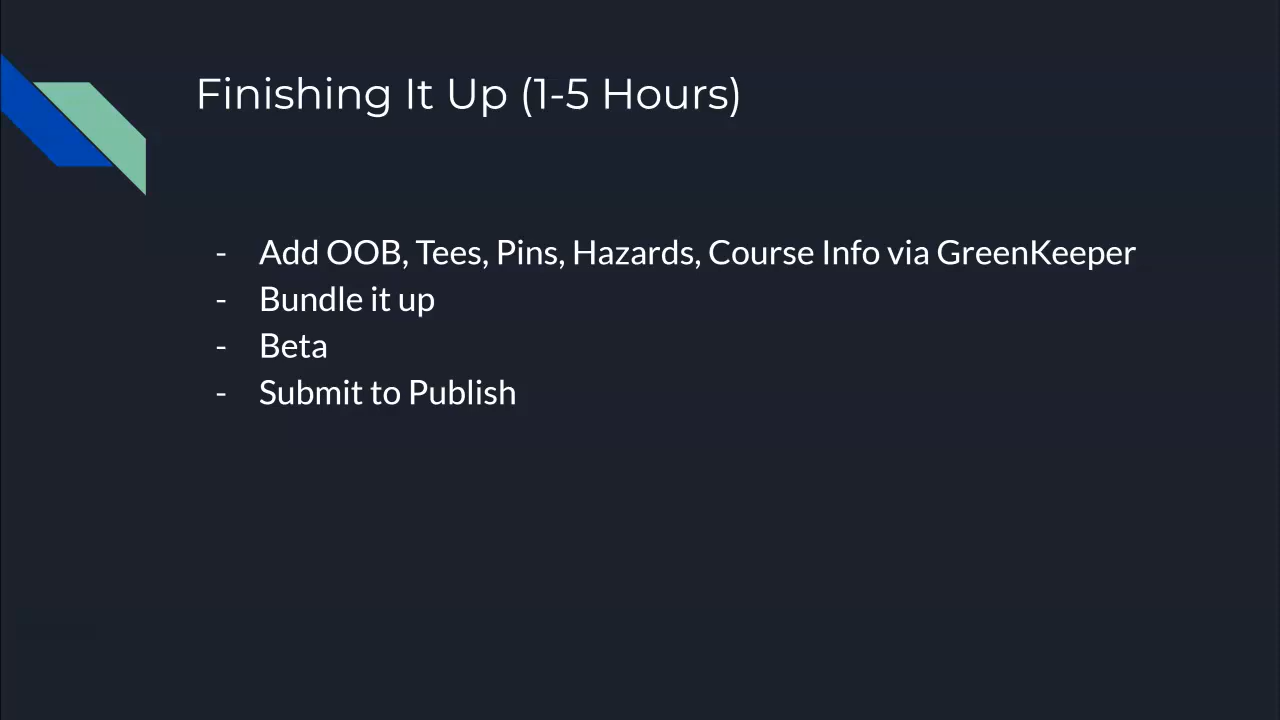 Finishing It Up (1-5 Hours)
- Add OOB, Tees, Pins, Hazards, Course Info via GreenKeeper
- Bundle it up
- Beta
- Submit to Publish